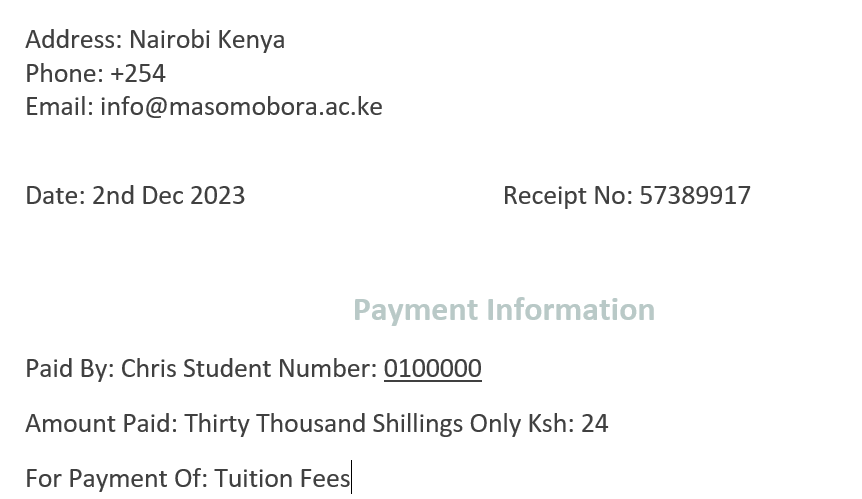 Address: Nairobi Kenya
Phone: +254
Email: info@masomobora.ac.ke
Date: 2nd Dec 2023 Receipt No: 57389917
Payment Information
Paid By: Chris Student Number: 0100000
Amount Paid: Thirty Thousand Shillings Only Ksh: 24
For Payment Of: Tuition Fees